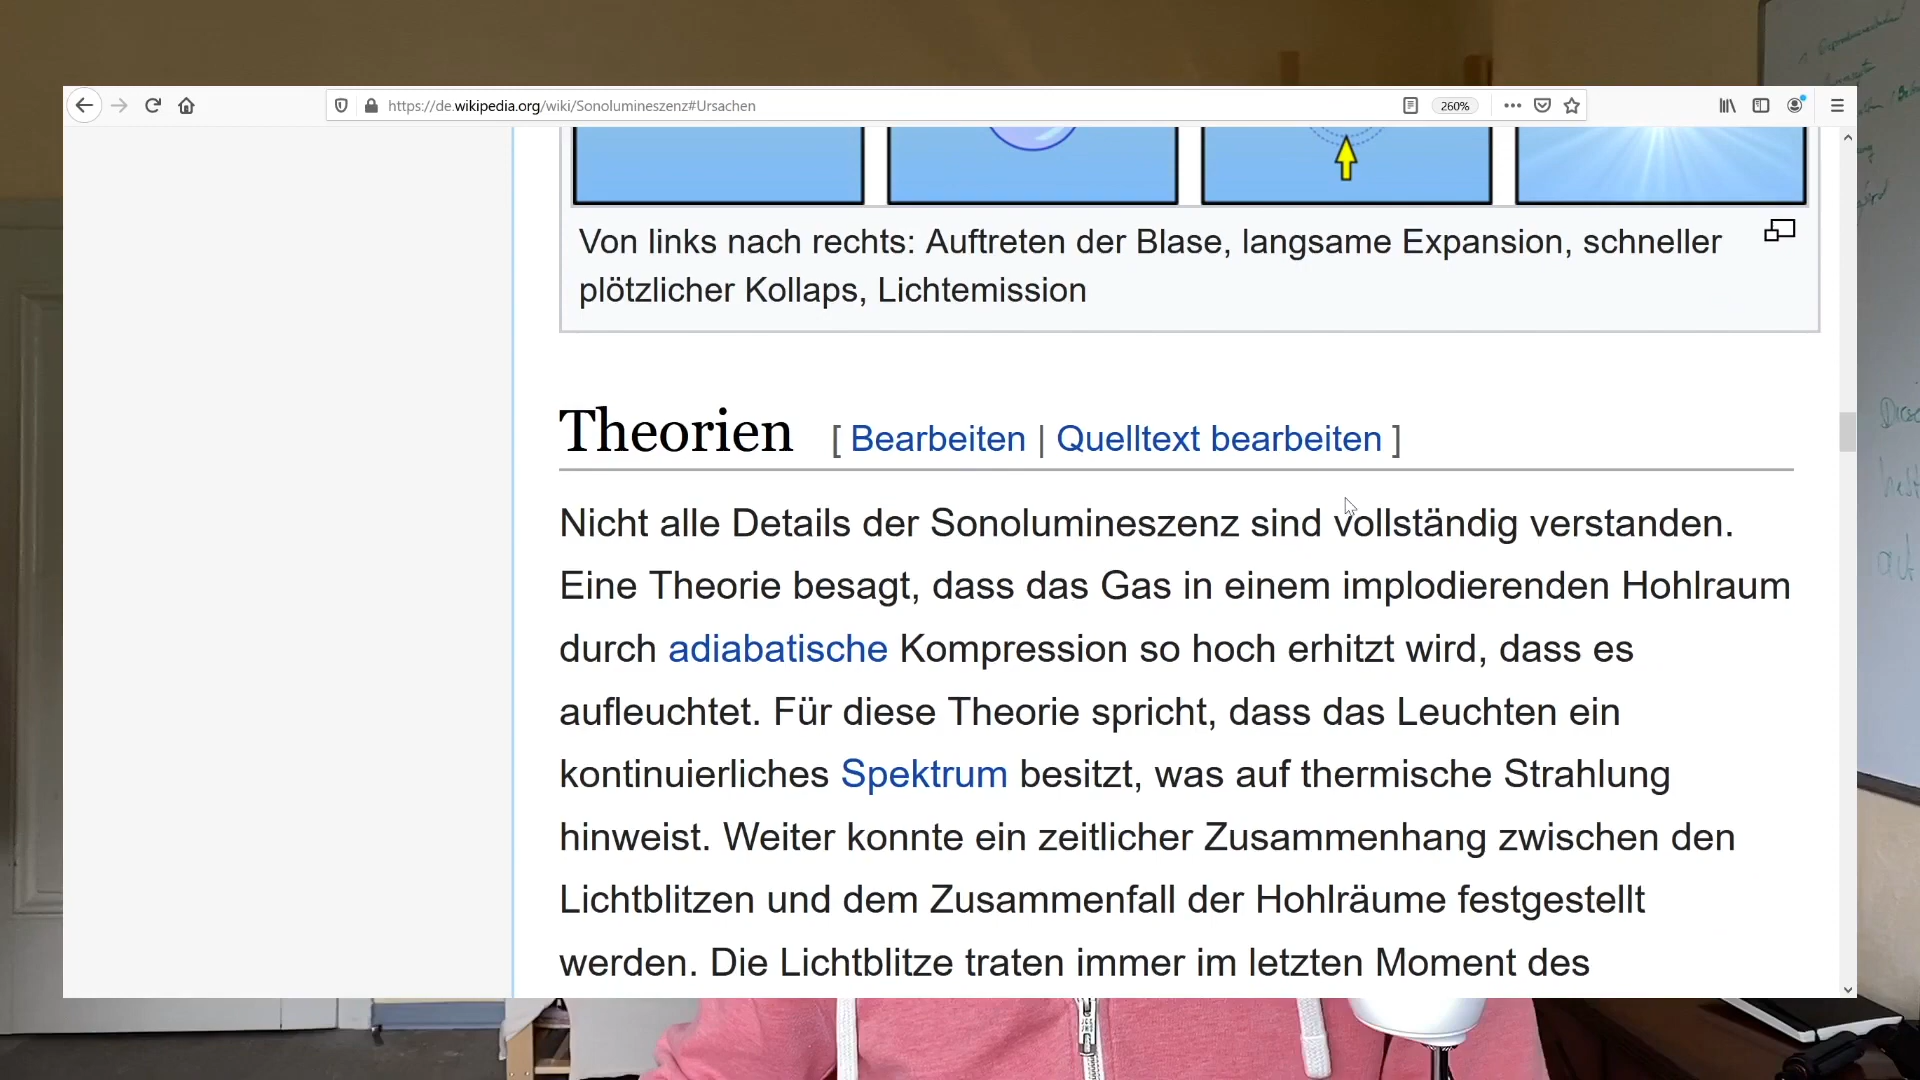 https://de.wikipedia.org/wiki/Sonolumineszenz#Ursachen
260%
Von links nach rechts: Auftreten der Blase, langsame Expansion, schneller
plötzlicher Kollaps, Lichtemission
Theorien [ Bearbeiten | Quelltext bearbeiten ]
Nicht alle Details der Sonolumineszenz sind vollständig verstanden.
Eine Theorie besagt, dass das Gas in einem implodierenden Hohlraum
durch adiabatische Kompression so hoch erhitzt wird, dass es
aufleuchtet. Für diese Theorie spricht, dass das Leuchten ein
kontinuierliches Spektrum besitzt, was auf thermische Strahlung
hinweist. Weiter konnte ein zeitlicher Zusammenhang zwischen den
Lichtblitzen und dem Zusammenfall der Hohlräume festgestellt
werden. Die Lichtblitze traten immer im letzten Moment des